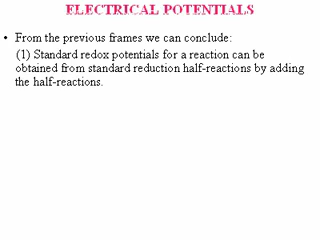 ELECTRICAL POTENTIALS
• From the previous frames we can conclude:
(1) Standard redox potentials for a reaction can be
obtained from standard reduction half-reactions by adding
the half-reactions.